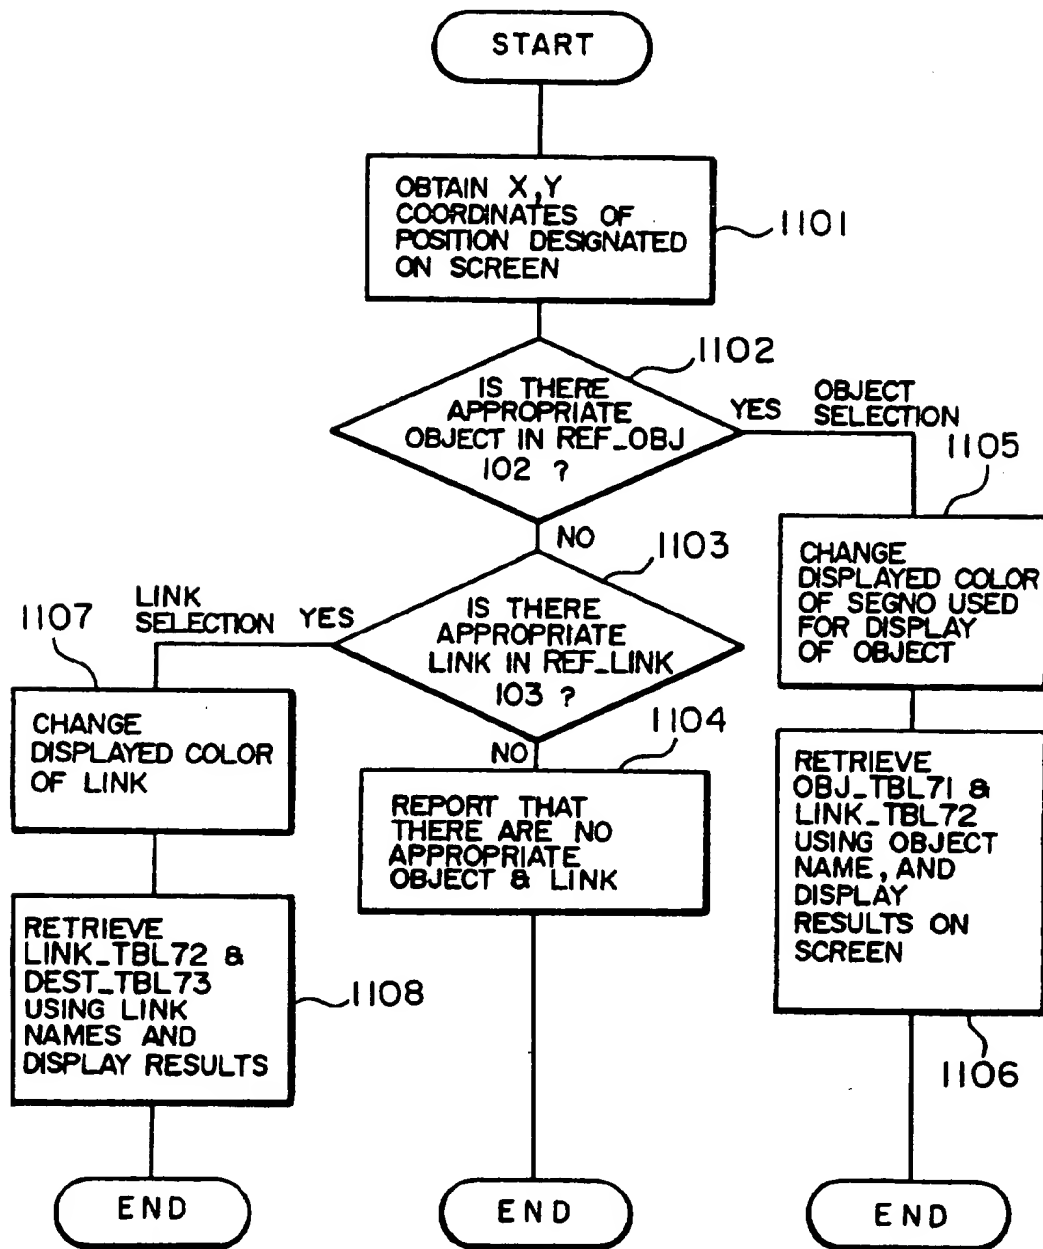 START
OBTAIN X,Y
COORDINATES OF
POSITION DESIGNATED
ON SCREEN
1101
1102
IS THERE
APPROPRIATE
OBJECT IN REF_OBJ
102 ?
YES
OBJECT
SELECTION
1105
NO
CHANGE
DISPLAYED COLOR
OF SEGNO USED
FOR DISPLAY
OF OBJECT
1103
IS THERE
APPROPRIATE
LINK IN REF_LINK
103 ?
LINK
SELECTION
YES
1107
CHANGE
DISPLAYED COLOR
OF LINK
NO
1104
REPORT THAT
THERE ARE NO
APPROPRIATE
OBJECT & LINK
RETRIEVE
OBJ_TBL71 &
LINK_TBL72
USING OBJECT
NAME, AND
DISPLAY
RESULTS ON
SCREEN
1106
RETRIEVE
LINK_TBL72 &
DEST_TBL73
USING LINK
NAMES AND
DISPLAY RESULTS
1108
END
END
END